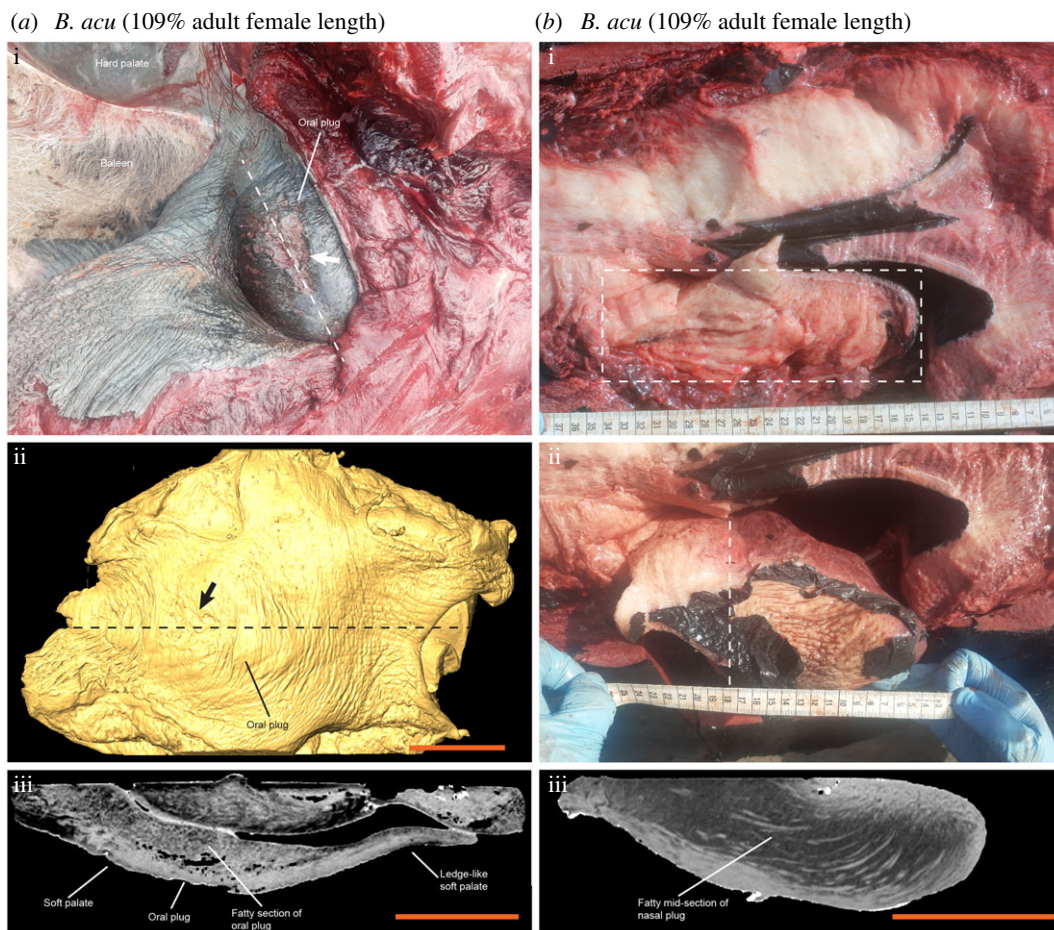 (a) B. acu (109% adult female length)
i
Hard palate
Oral plug
Baleen
ii
Oral plug
iii
Soft palate
Oral plug
Fatty section of
oral plug
Ledge-like
soft palate
(b) B. acu (109% adult female length)
i
ii
iii
Fatty mid-section of
nasal plug